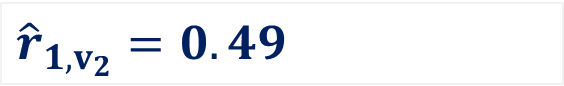 r̂₁,ᵥ₂ = 0.49